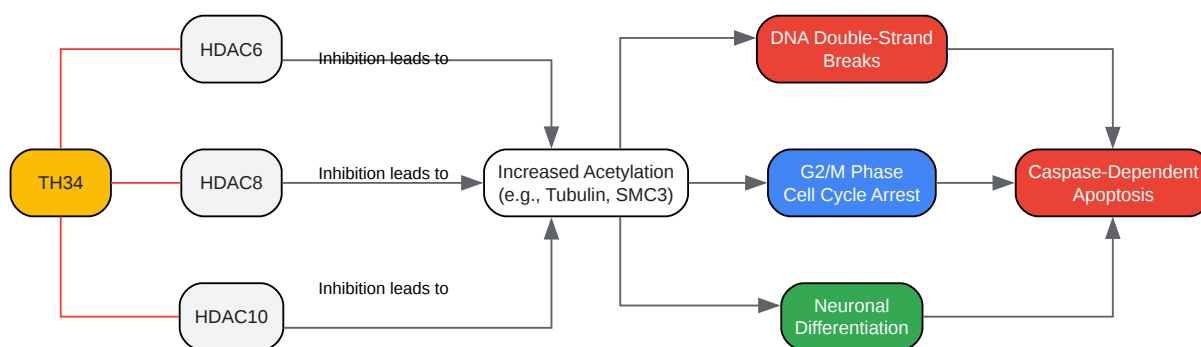 HDAC6
Inhibition leads to
DNA Double-Strand
Breaks
TH34
HDAC8
Inhibition leads to
Increased Acetylation
(e.g., Tubulin, SMC3)
G2/M Phase
Cell Cycle Arrest
Caspase-Dependent
Apoptosis
HDAC10
Inhibition leads to
Neuronal
Differentiation